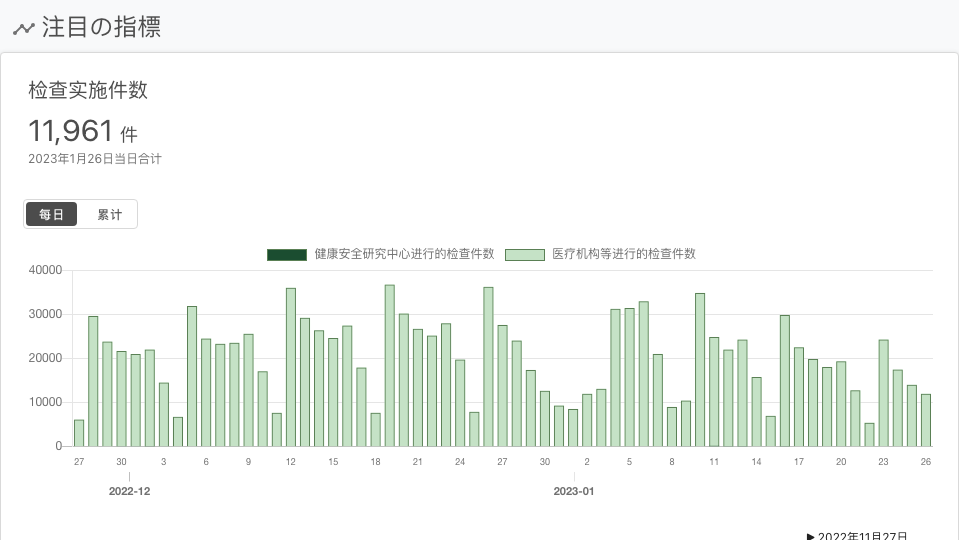 注目の指標
检查实施件数
11,961 件
2023年1月26日当日合计
每日 累计
健康安全研究中心进行的检查件数 医疗机构等进行的检查件数
40000
30000
20000
10000
0
27 30 3 6 9 12 15 18 21 24 27 30 2 5 8 11 14 17 20 23 26
2022-12 2023-01
▶ 2022年11月27日